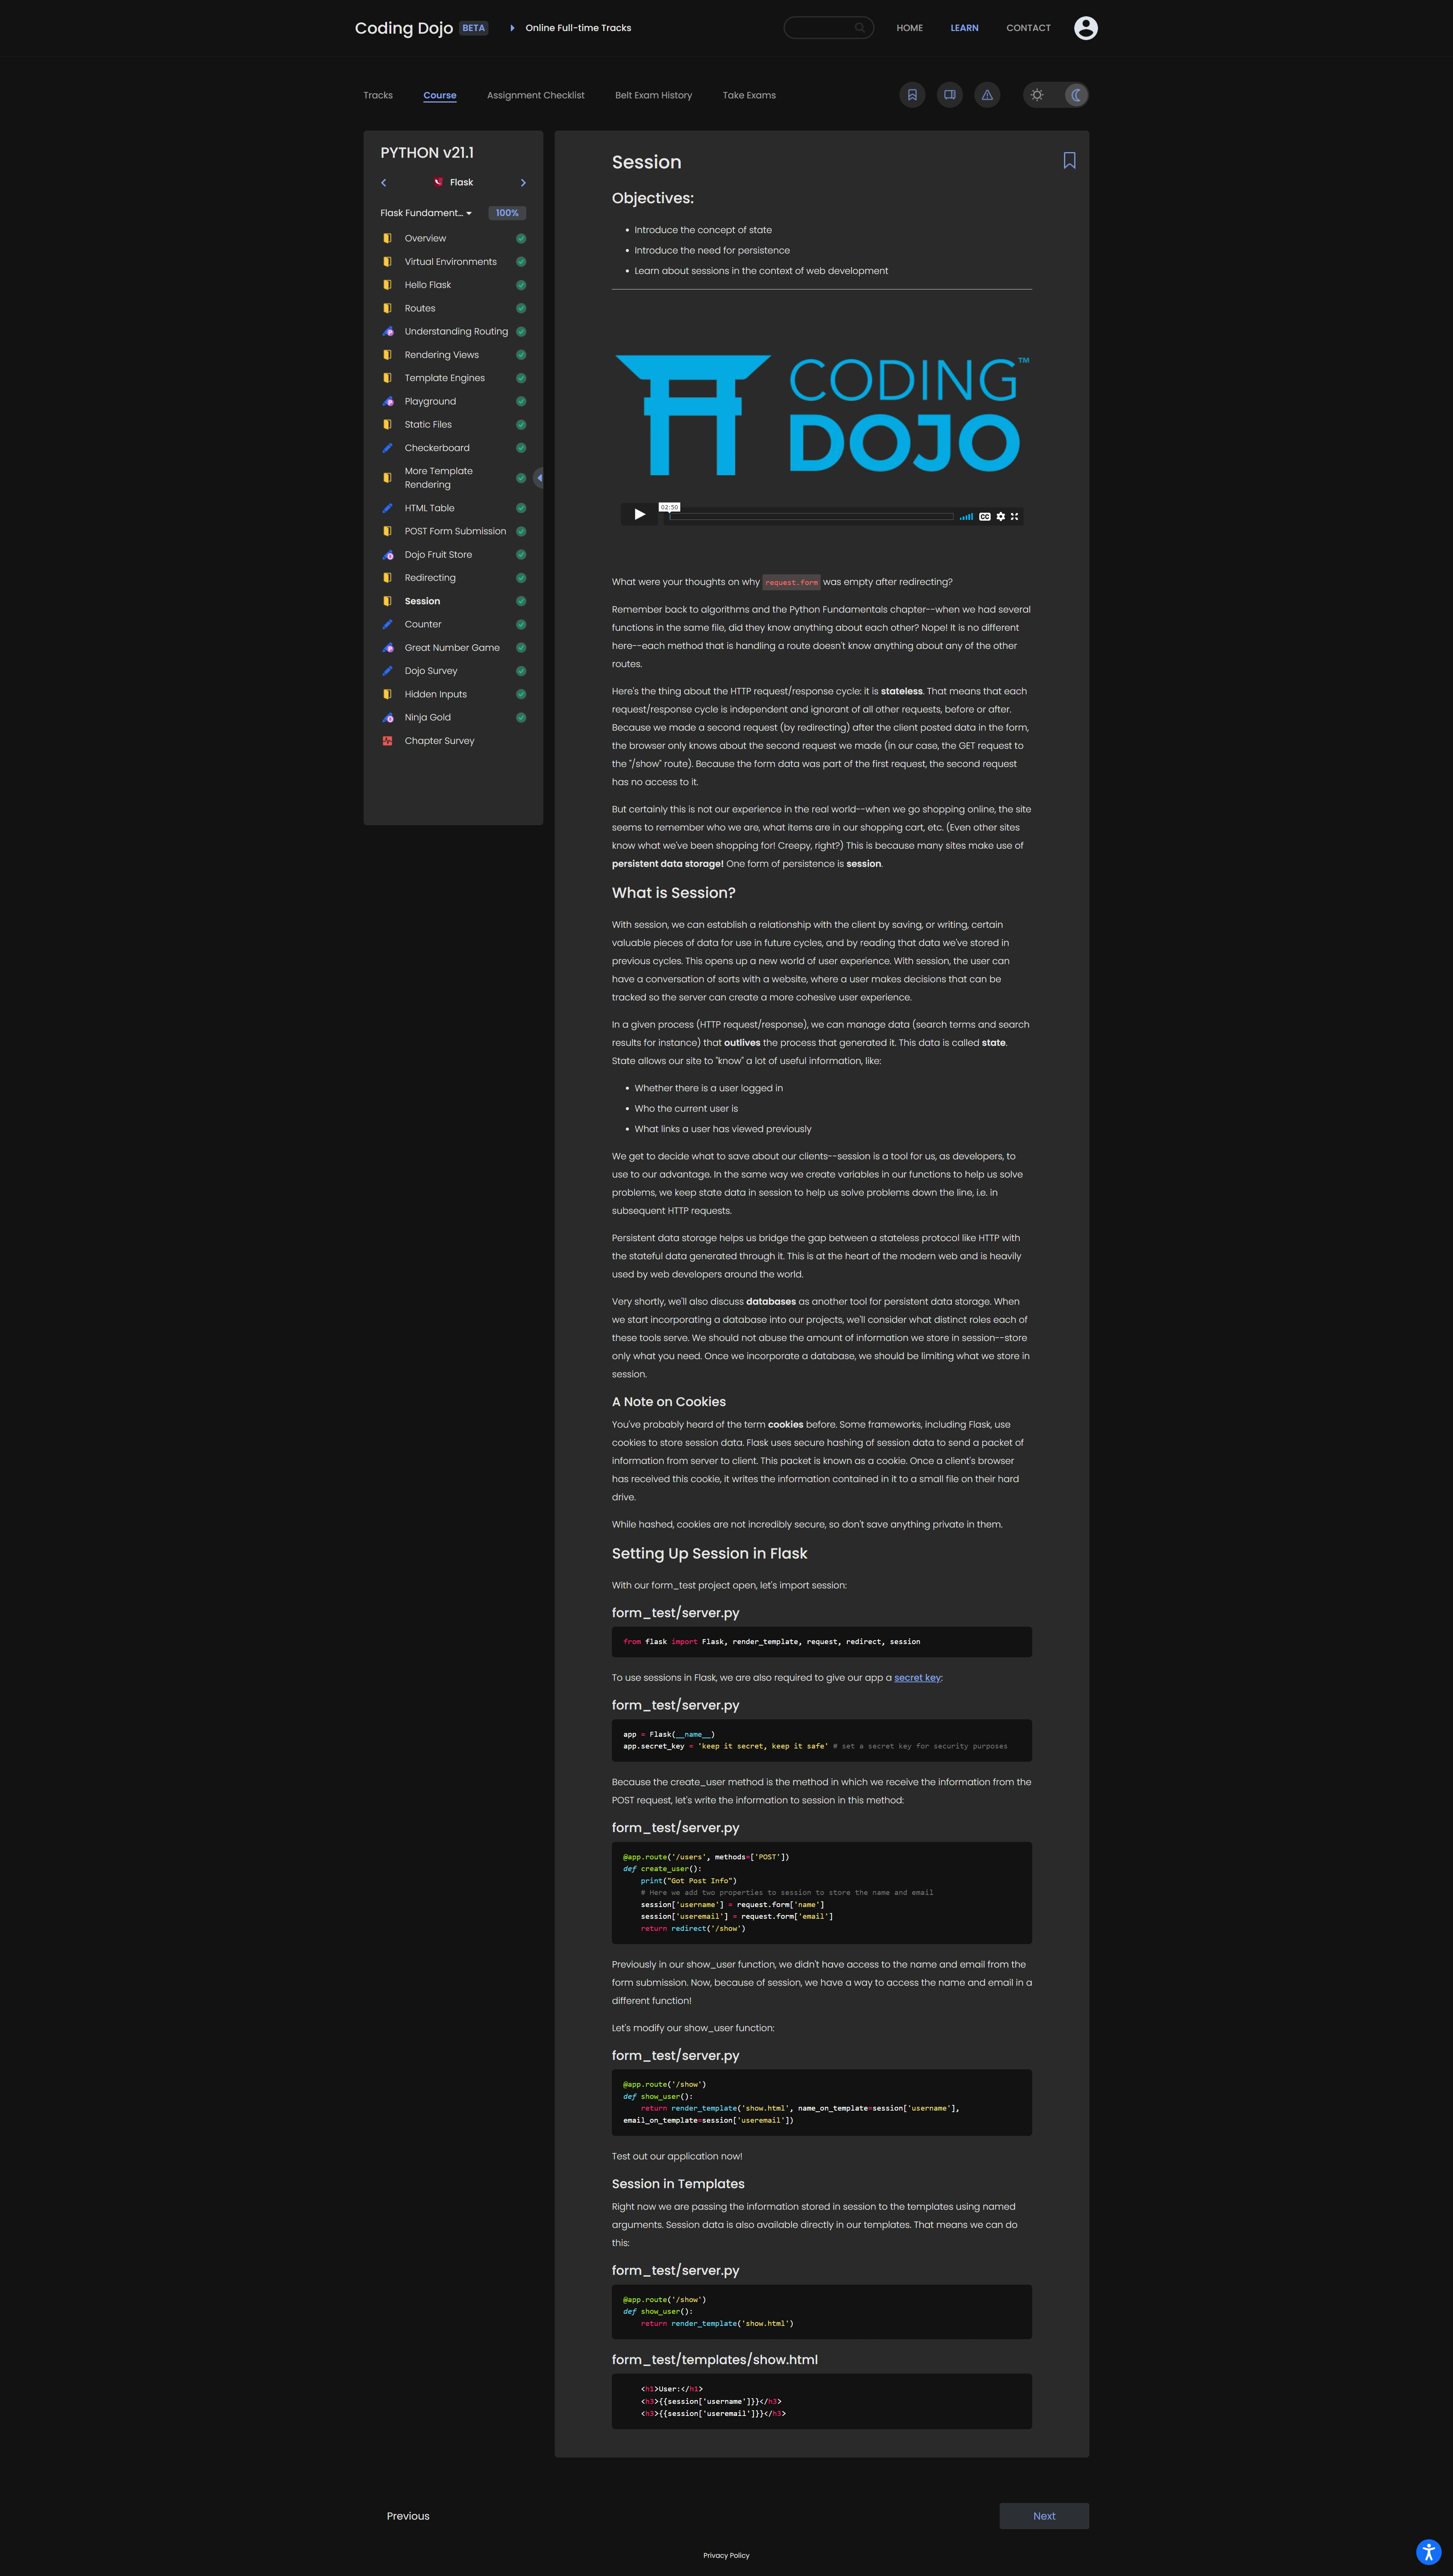 Coding Dojo BETA Online Full-time Tracks HOME LEARN CONTACT
Tracks Course Assignment Checklist Belt Exam History Take Exams
PYTHON v21.1
Flask
Flask Fundament... 100%
Overview
Virtual Environments
Hello Flask
Routes
Understanding Routing
Rendering Views
Template Engines
Playground
Static Files
Checkerboard
More Template
Rendering
HTML Table
POST Form Submission
Dojo Fruit Store
Redirecting
Session
Counter
Great Number Game
Dojo Survey
Hidden Inputs
Ninja Gold
Chapter Survey
Session
Objectives:
• Introduce the concept of state
• Introduce the need for persistence
• Learn about sessions in the context of web development
CODING™
DOJO
02:50
CC
What were your thoughts on why request.form was empty after redirecting?
Remember back to algorithms and the Python Fundamentals chapter--when we had several
functions in the same file, did they know anything about each other? Nope! It is no different
here--each method that is handling a route doesn't know anything about any of the other
routes.
Here's the thing about the HTTP request/response cycle: it is stateless. That means that each
request/response cycle is independent and ignorant of all other requests, before or after.
Because we made a second request (by redirecting) after the client posted data in the form,
the browser only knows about the second request we made (in our case, the GET request to
the "/show" route). Because the form data was part of the first request, the second request
has no access to it.
But certainly this is not our experience in the real world--when we go shopping online, the site
seems to remember who we are, what items are in our shopping cart, etc. (Even other sites
know what we've been shopping for! Creepy, right?) This is because many sites make use of
persistent data storage! One form of persistence is session.
What is Session?
With session, we can establish a relationship with the client by saving, or writing, certain
valuable pieces of data for use in future cycles, and by reading that data we've stored in
previous cycles. This opens up a new world of user experience. With session, the user can
have a conversation of sorts with a website, where a user makes decisions that can be
tracked so the server can create a more cohesive user experience.
In a given process (HTTP request/response), we can manage data (search terms and search
results for instance) that outlives the process that generated it. This data is called state.
State allows our site to "know" a lot of useful information, like:
• Whether there is a user logged in
• Who the current user is
• What links a user has viewed previously
We get to decide what to save about our clients--session is a tool for us, as developers, to
use to our advantage. In the same way we create variables in our functions to help us solve
problems, we keep state data in session to help us solve problems down the line, i.e. in
subsequent HTTP requests.
Persistent data storage helps us bridge the gap between a stateless protocol like HTTP with
the stateful data generated through it. This is at the heart of the modern web and is heavily
used by web developers around the world.
Very shortly, we'll also discuss databases as another tool for persistent data storage. When
we start incorporating a database into our projects, we'll consider what distinct roles each of
these tools serve. We should not abuse the amount of information we store in session--store
only what you need. Once we incorporate a database, we should be limiting what we store in
session.
A Note on Cookies
You've probably heard of the term cookies before. Some frameworks, including Flask, use
cookies to store session data. Flask uses secure hashing of session data to send a packet of
information from server to client. This packet is known as a cookie. Once a client's browser
has received this cookie, it writes the information contained in it to a small file on their hard
drive.
While hashed, cookies are not incredibly secure, so don't save anything private in them.
Setting Up Session in Flask
With our form_test project open, let's import session:
form_test/server.py
from flask import Flask, render_template, request, redirect, session
To use sessions in Flask, we are also required to give our app a secret key:
form_test/server.py
app = Flask(__name__)
app.secret_key = 'keep it secret, keep it safe' # set a secret key for security purposes
Because the create_user method is the method in which we receive the information from the
POST request, let's write the information to session in this method:
form_test/server.py
@app.route('/users', methods=['POST'])
def create_user():
    print("Got Post Info")
    # Here we add two properties to session to store the name and email
    session['username'] = request.form['name']
    session['useremail'] = request.form['email']
    return redirect('/show')
Previously in our show_user function, we didn't have access to the name and email from the
form submission. Now, because of session, we have a way to access the name and email in a
different function!
Let's modify our show_user function:
form_test/server.py
@app.route('/show')
def show_user():
    return render_template('show.html', name_on_template=session['username'],
email_on_template=session['useremail'])
Test out our application now!
Session in Templates
Right now we are passing the information stored in session to the templates using named
arguments. Session data is also available directly in our templates. That means we can do
this:
form_test/server.py
@app.route('/show')
def show_user():
    return render_template('show.html')
form_test/templates/show.html
    <h1>User:</h1>
    <h3>{{session['username']}}</h3>
    <h3>{{session['useremail']}}</h3>
Previous Next
Privacy Policy